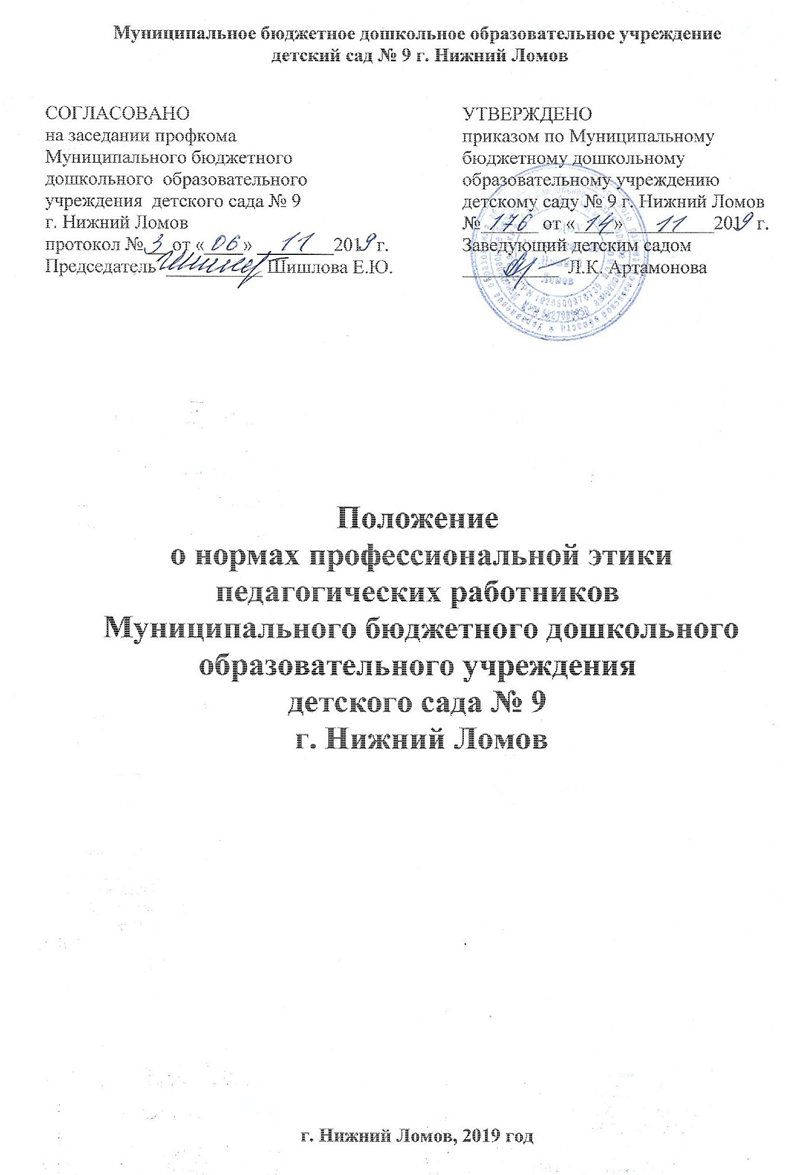 Муниципальное бюджетное дошкольное образовательное учреждение
детский сад № 9 г. Нижний Ломов
СОГЛАСОВАНО
на заседании профкома
Муниципального бюджетного
дошкольного образовательного
учреждения детского сада № 9
г. Нижний Ломов
протокол № 3 от « 06 » 11 2019 г.
Председатель Шишлова Е.Ю.
УТВЕРЖДЕНО
приказом по Муниципальному
бюджетному дошкольному
образовательному учреждению
детскому саду № 9 г. Нижний Ломов
№ 176 от « 14 » 11 2019 г.
Заведующий детским садом
Л.К. Артамонова
Положение
о нормах профессиональной этики
педагогических работников
Муниципального бюджетного дошкольного
образовательного учреждения
детского сада № 9
г. Нижний Ломов
г. Нижний Ломов, 2019 год